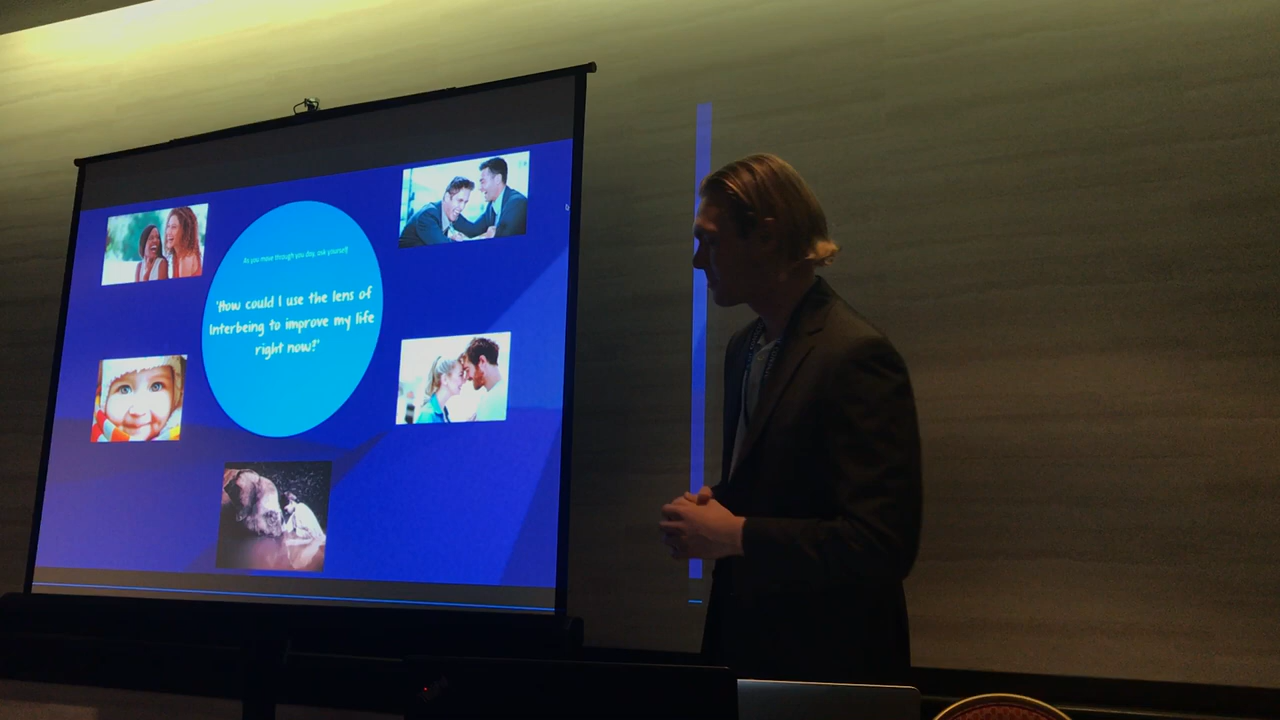 As you move through you day, ask yourself,
'How could I use the lens of
Interbeing to improve my life
right now?'